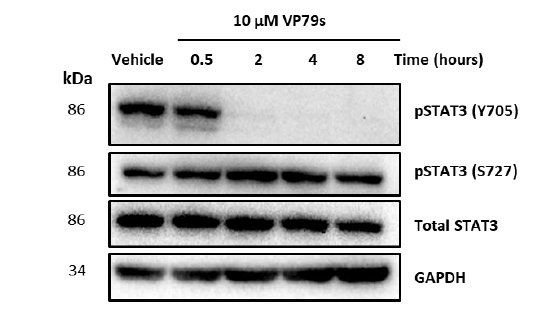 10 µM VP79s
Vehicle 0.5 2 4 8 Time (hours)
kDa
86 pSTAT3 (Y705)
86 pSTAT3 (S727)
86 Total STAT3
34 GAPDH